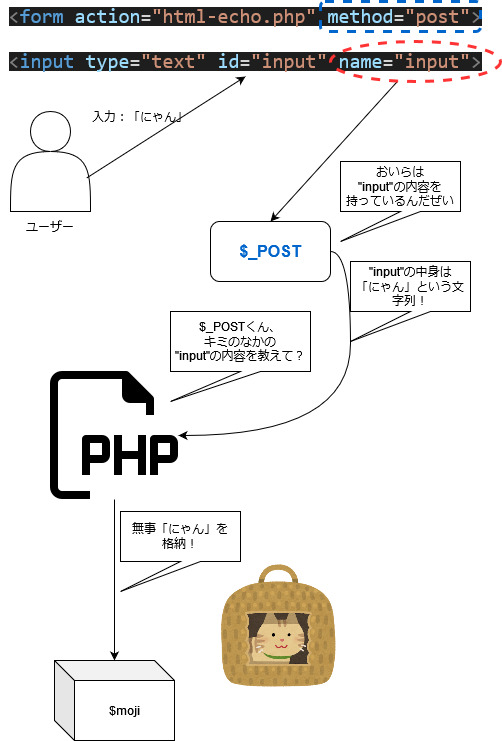 <form action="html-echo.php" method="post">
<input type="text" id="input" name="input">
入力：「にゃん」
ユーザー
おいらは
"input"の内容を
持っているんだぜい
$_POST
"input"の中身は
「にゃん」という文
字列！
$_POSTくん、
キミのなかの
"input"の内容を教えて？
PHP
無事「にゃん」を
格納！
$moji